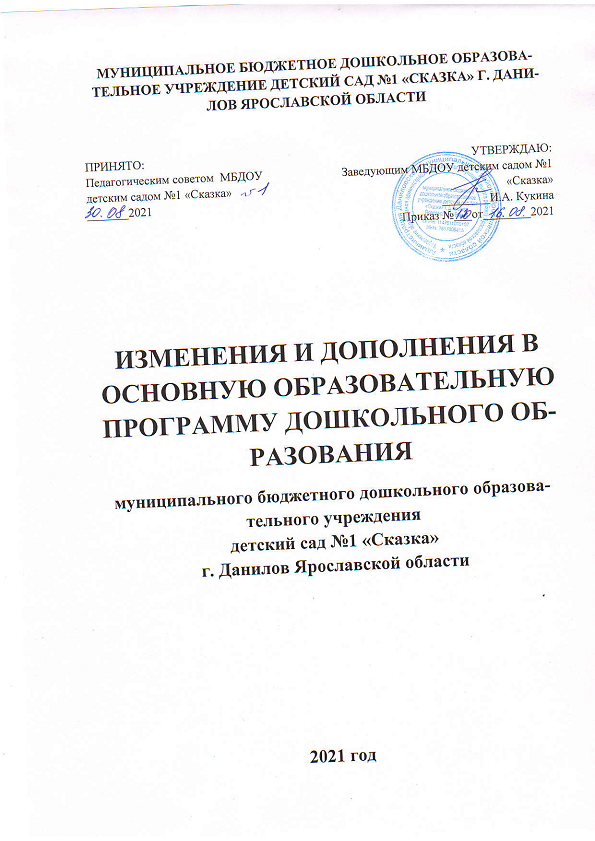 МУНИЦИПАЛЬНОЕ БЮДЖЕТНОЕ ДОШКОЛЬНОЕ ОБРАЗОВА-
ТЕЛЬНОЕ УЧРЕЖДЕНИЕ ДЕТСКИЙ САД №1 «СКАЗКА» Г. ДАНИ-
ЛОВ ЯРОСЛАВСКОЙ ОБЛАСТИ
ПРИНЯТО:
Педагогическим советом МБДОУ
детским садом №1 «Сказка» №1
30.08 2021
УТВЕРЖДАЮ:
Заведующим МБДОУ детским садом №1
«Сказка»
И.А. Кукина
Приказ № от 16.08 2021
ИЗМЕНЕНИЯ И ДОПОЛНЕНИЯ В
ОСНОВНУЮ ОБРАЗОВАТЕЛЬНУЮ
ПРОГРАММУ ДОШКОЛЬНОГО ОБ-
РАЗОВАНИЯ
муниципального бюджетного дошкольного образова-
тельного учреждения
детский сад №1 «Сказка»
г. Данилов Ярославской области
2021 год